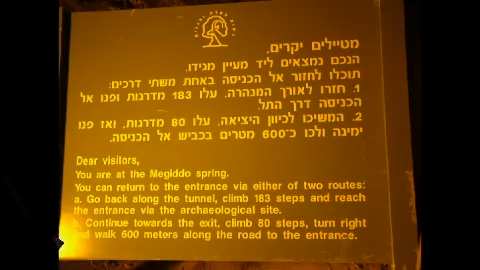 מטיילים יקרים,
הנכם נמצאים ליד מעיין מגידו.
תוכלו לחזור אל הכניסה באחת משתי דרכים:
1. חזרו לאורך המנהרה, עלו 183 מדרגות ופנו אל
הכניסה דרך התל.
2. המשיכו לכיוון היציאה, עלו 80 מדרגות, ואז פנו
ימינה ולכו כ־600 מטרים בכביש אל הכניסה.
Dear visitors,
You are at the Megiddo spring.
You can return to the entrance via either of two routes:
a. Go back along the tunnel, climb 183 steps and reach
the entrance via the archaeological site.
b. Continue towards the exit, climb 80 steps, turn right
and walk 600 meters along the road to the entrance.